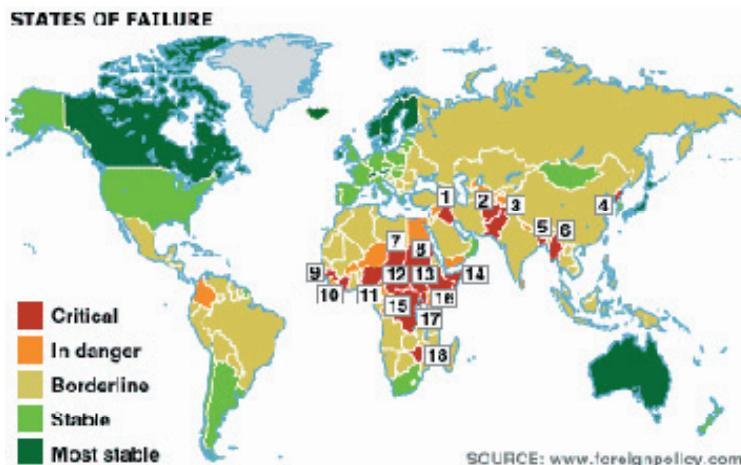 STATES OF FAILURE
1
2
3
4
5
6
7
8
9
10
11
12
13
14
15
16
17
18
Critical
In danger
Borderline
Stable
Most stable
SOURCE: www.foreignpolicy.com